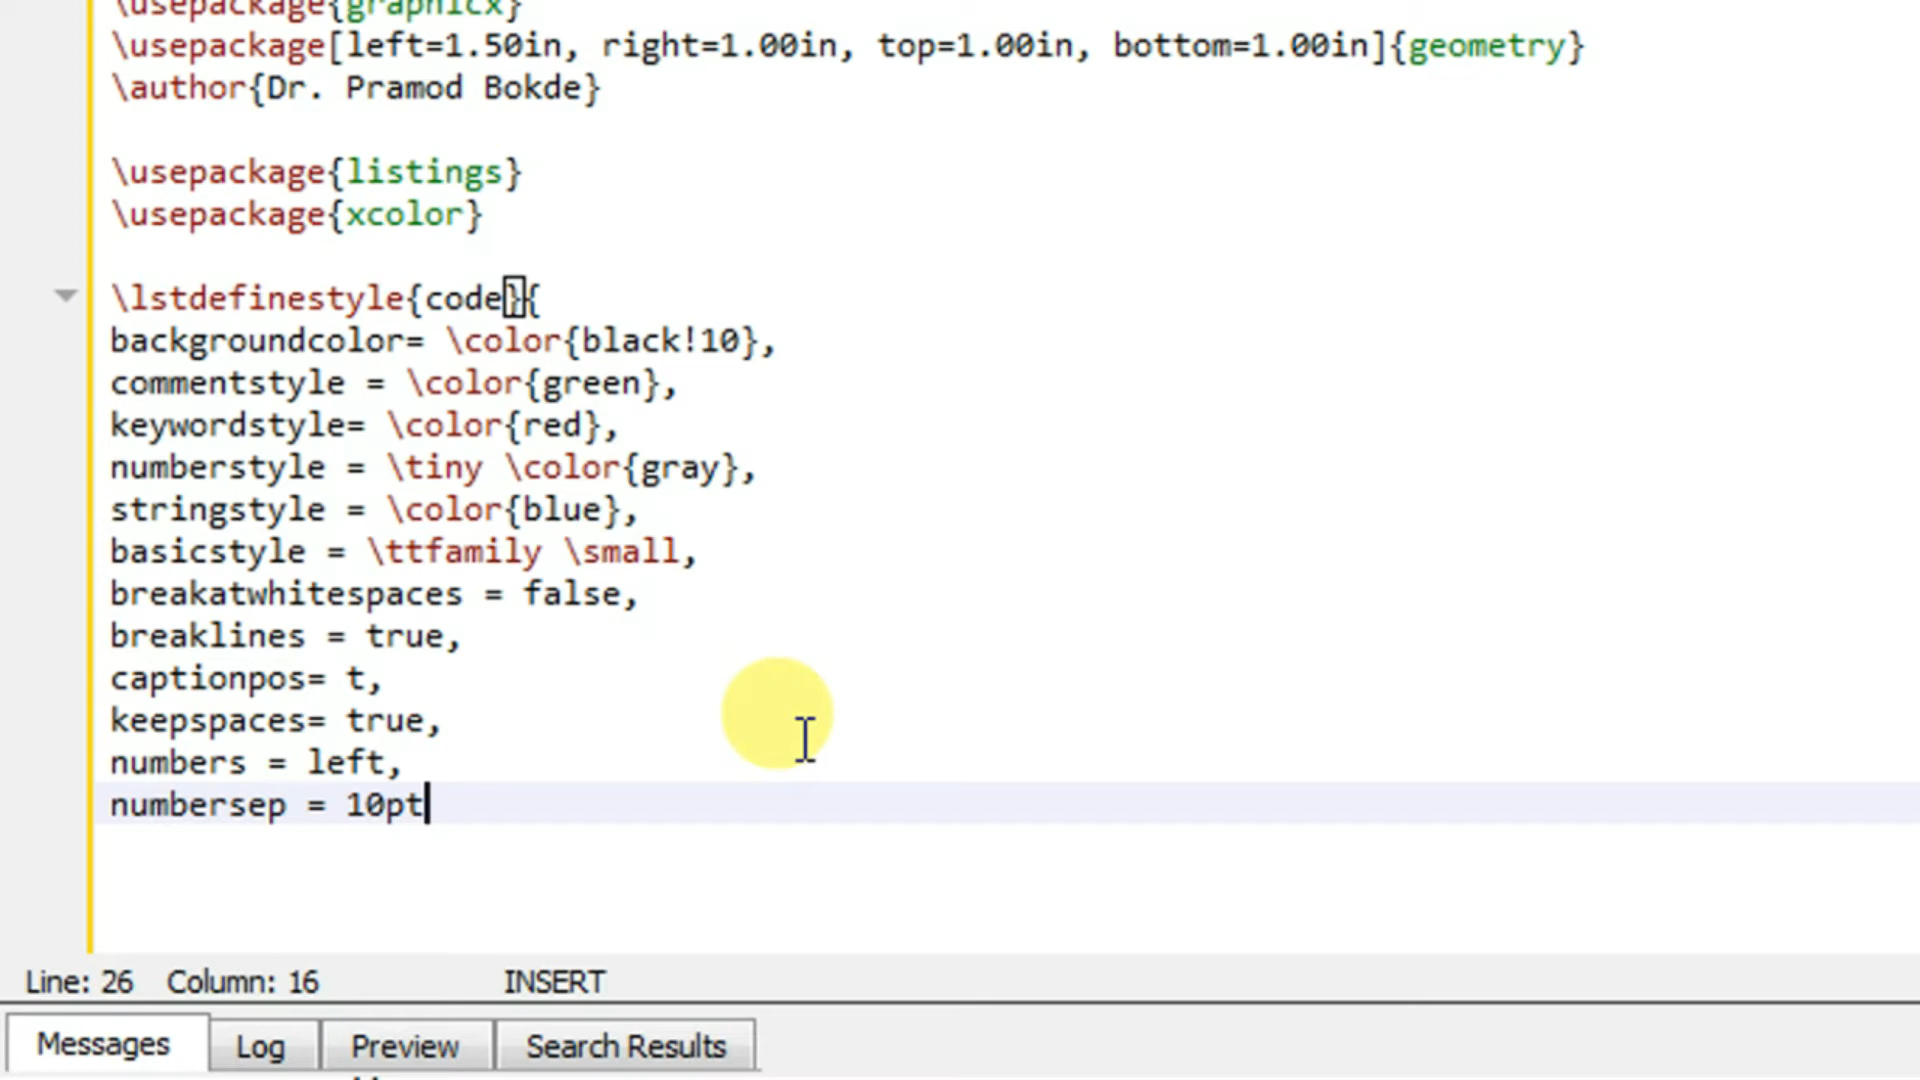 \usepackage{graphicx}
\usepackage[left=1.50in, right=1.00in, top=1.00in, bottom=1.00in]{geometry}
\author{Dr. Pramod Bokde}
\usepackage{listings}
\usepackage{xcolor}
\lstdefinestyle{code}{
backgroundcolor= \color{black!10},
commentstyle = \color{green},
keywordstyle= \color{red},
numberstyle = \tiny \color{gray},
stringstyle = \color{blue},
basicstyle = \ttfamily \small,
breakatwhitespaces = false,
breaklines = true,
captionpos= t,
keepspaces= true,
numbers = left,
numbersep = 10pt
Line: 26 Column: 16 INSERT
Messages Log Preview Search Results